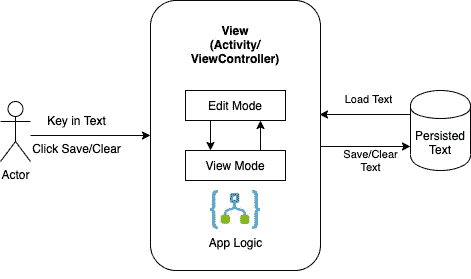 View
(Activity/
ViewController)
Edit Mode
View Mode
App Logic
Key in Text
Click Save/Clear
Actor
Load Text
Save/Clear
Text
Persisted
Text